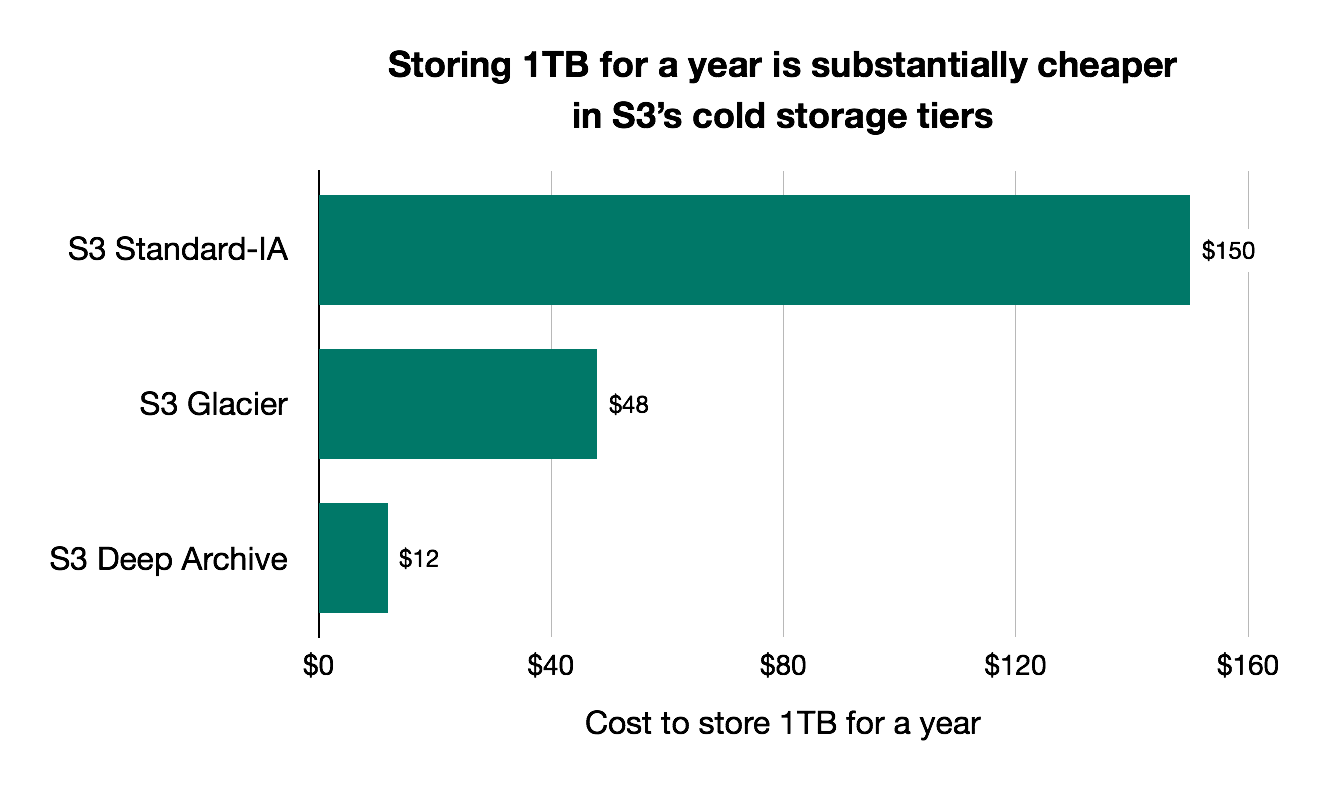 Storing 1TB for a year is substantially cheaper
in S3’s cold storage tiers
S3 Standard-IA
$150
S3 Glacier
$48
S3 Deep Archive
$12
$0 $40 $80 $120 $160
Cost to store 1TB for a year